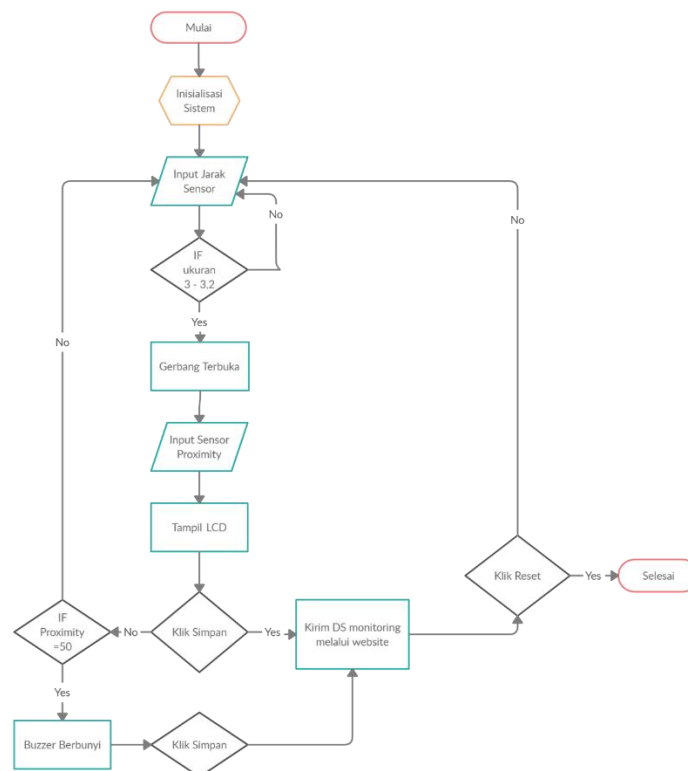 Mulai
Inisialisasi
Sistem
Input Jarak
Sensor
No
IF
ukuran
3 - 3,2
No
Yes
No
Gerbang Terbuka
Input Sensor
Proximity
Tampil LCD
Klik Reset
Yes
Selesai
IF
Proximity
=50
No
Klik Simpan
Yes
Kirim DS monitoring
melalui website
Yes
Buzzer Berbunyi
Klik Simpan